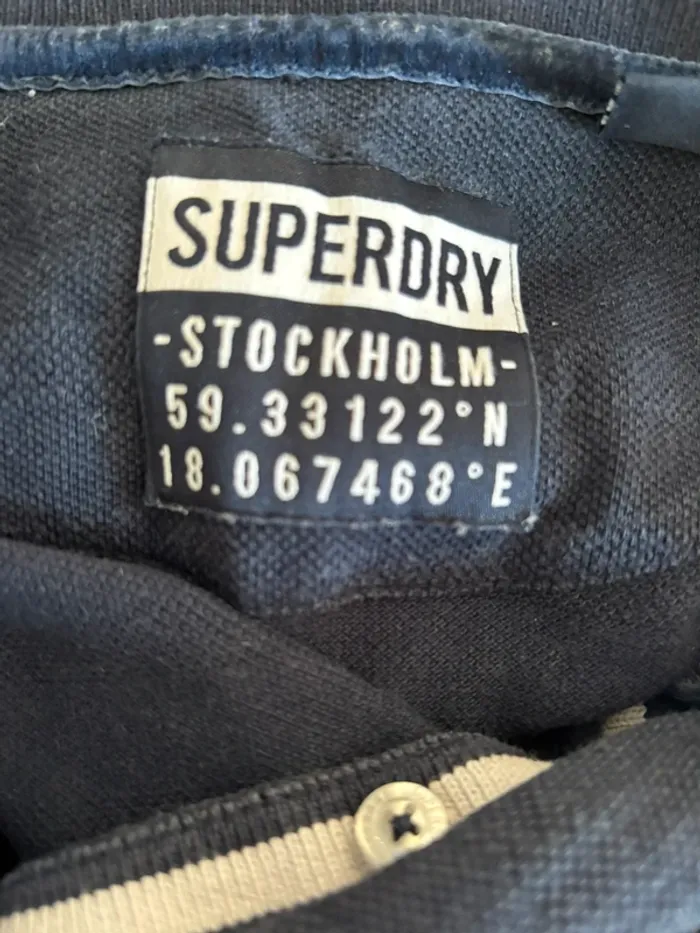 SUPERDRY
-STOCKHOLM-
59.33122°N
18.067468°E